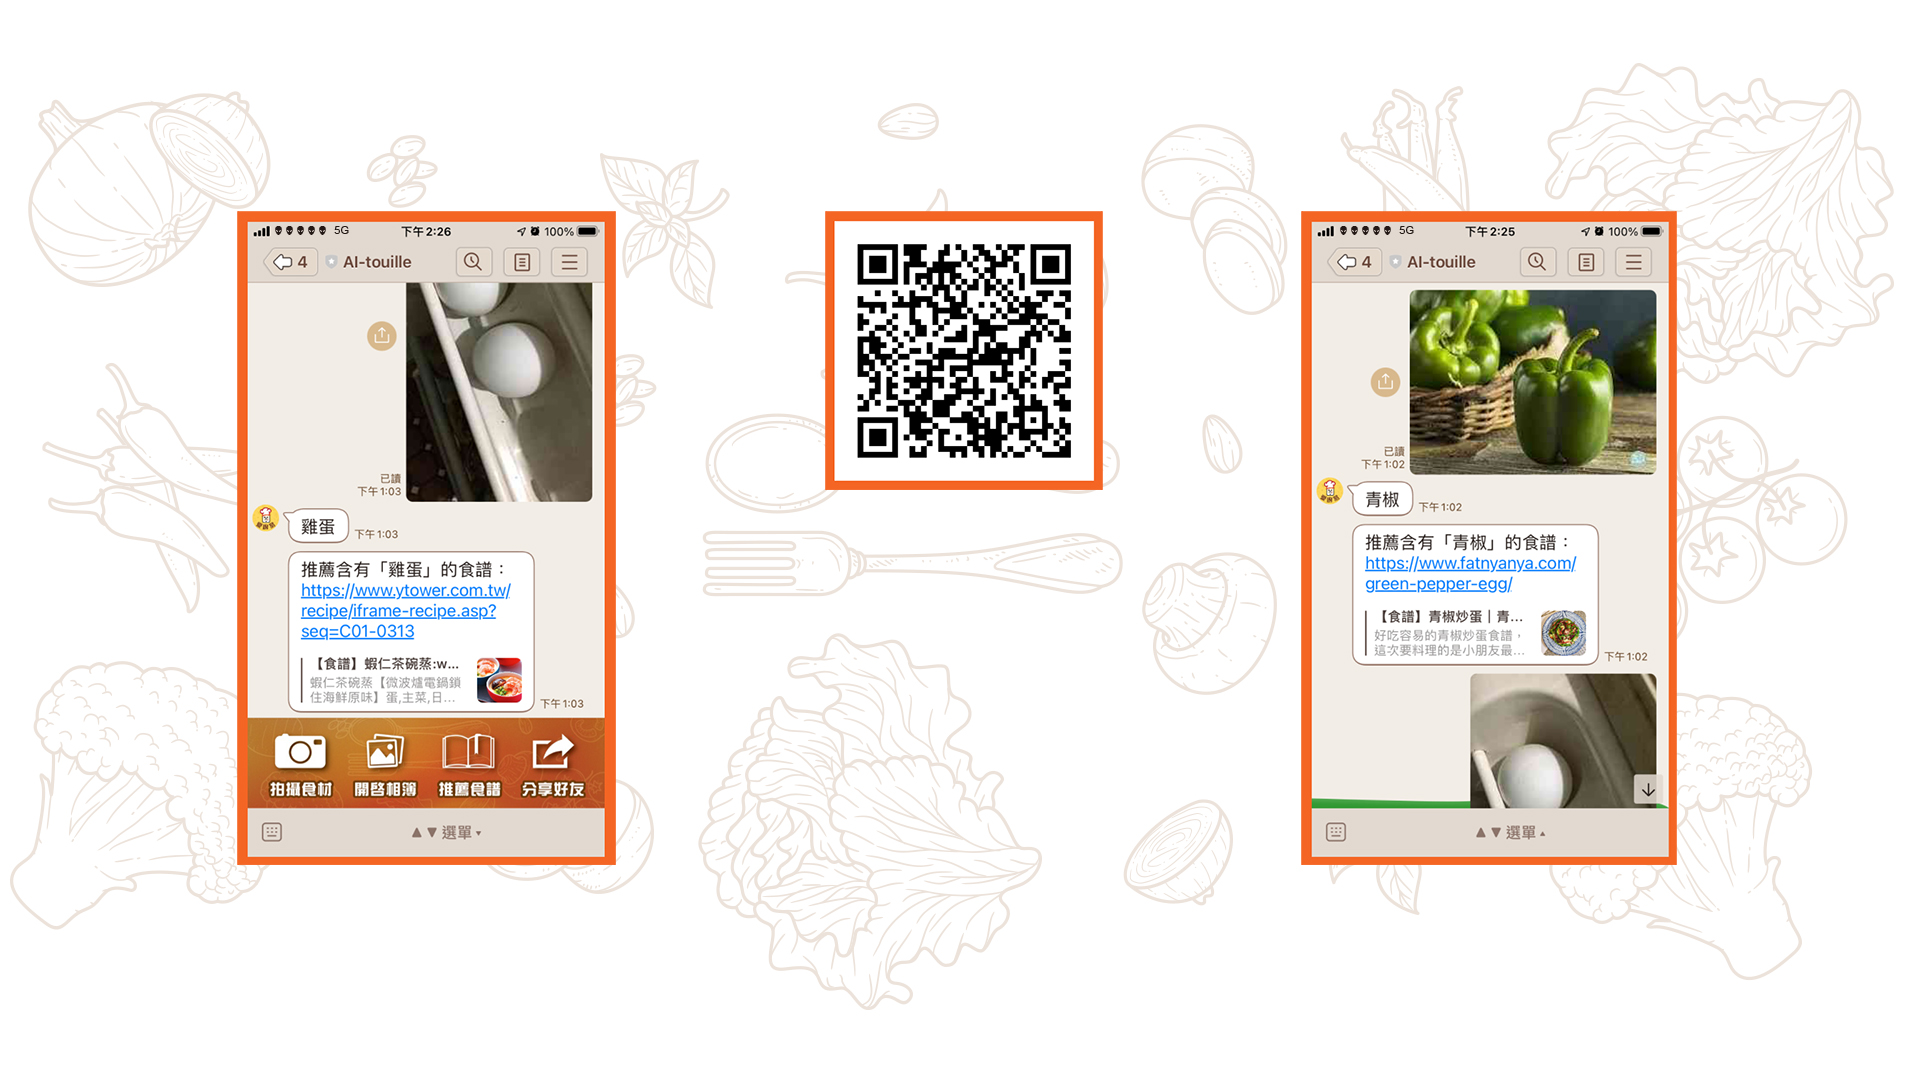 5G 下午2:26 100%
4 AI-touille
已讀
下午1:03
雞蛋
下午1:03
推薦含有「雞蛋」的食譜：
https://www.ytower.com.tw/
recipe/iframe-recipe.asp?
seq=C01-0313
【食譜】蝦仁茶碗蒸:w...
蝦仁茶碗蒸【微波爐電鍋鎖
住海鮮原味】蛋,主菜,日...
下午1:03
拍攝食材 開啓相簿 推薦食譜 分享好友
▲▼選單▾
5G 下午2:25 100%
4 AI-touille
已讀
下午1:02
青椒
下午1:02
推薦含有「青椒」的食譜：
https://www.fatnyanya.com/
green-pepper-egg/
【食譜】青椒炒蛋｜青...
好吃容易的青椒炒蛋食譜，
這次要料理的是小朋友最...
下午1:02
▲▼選單▴